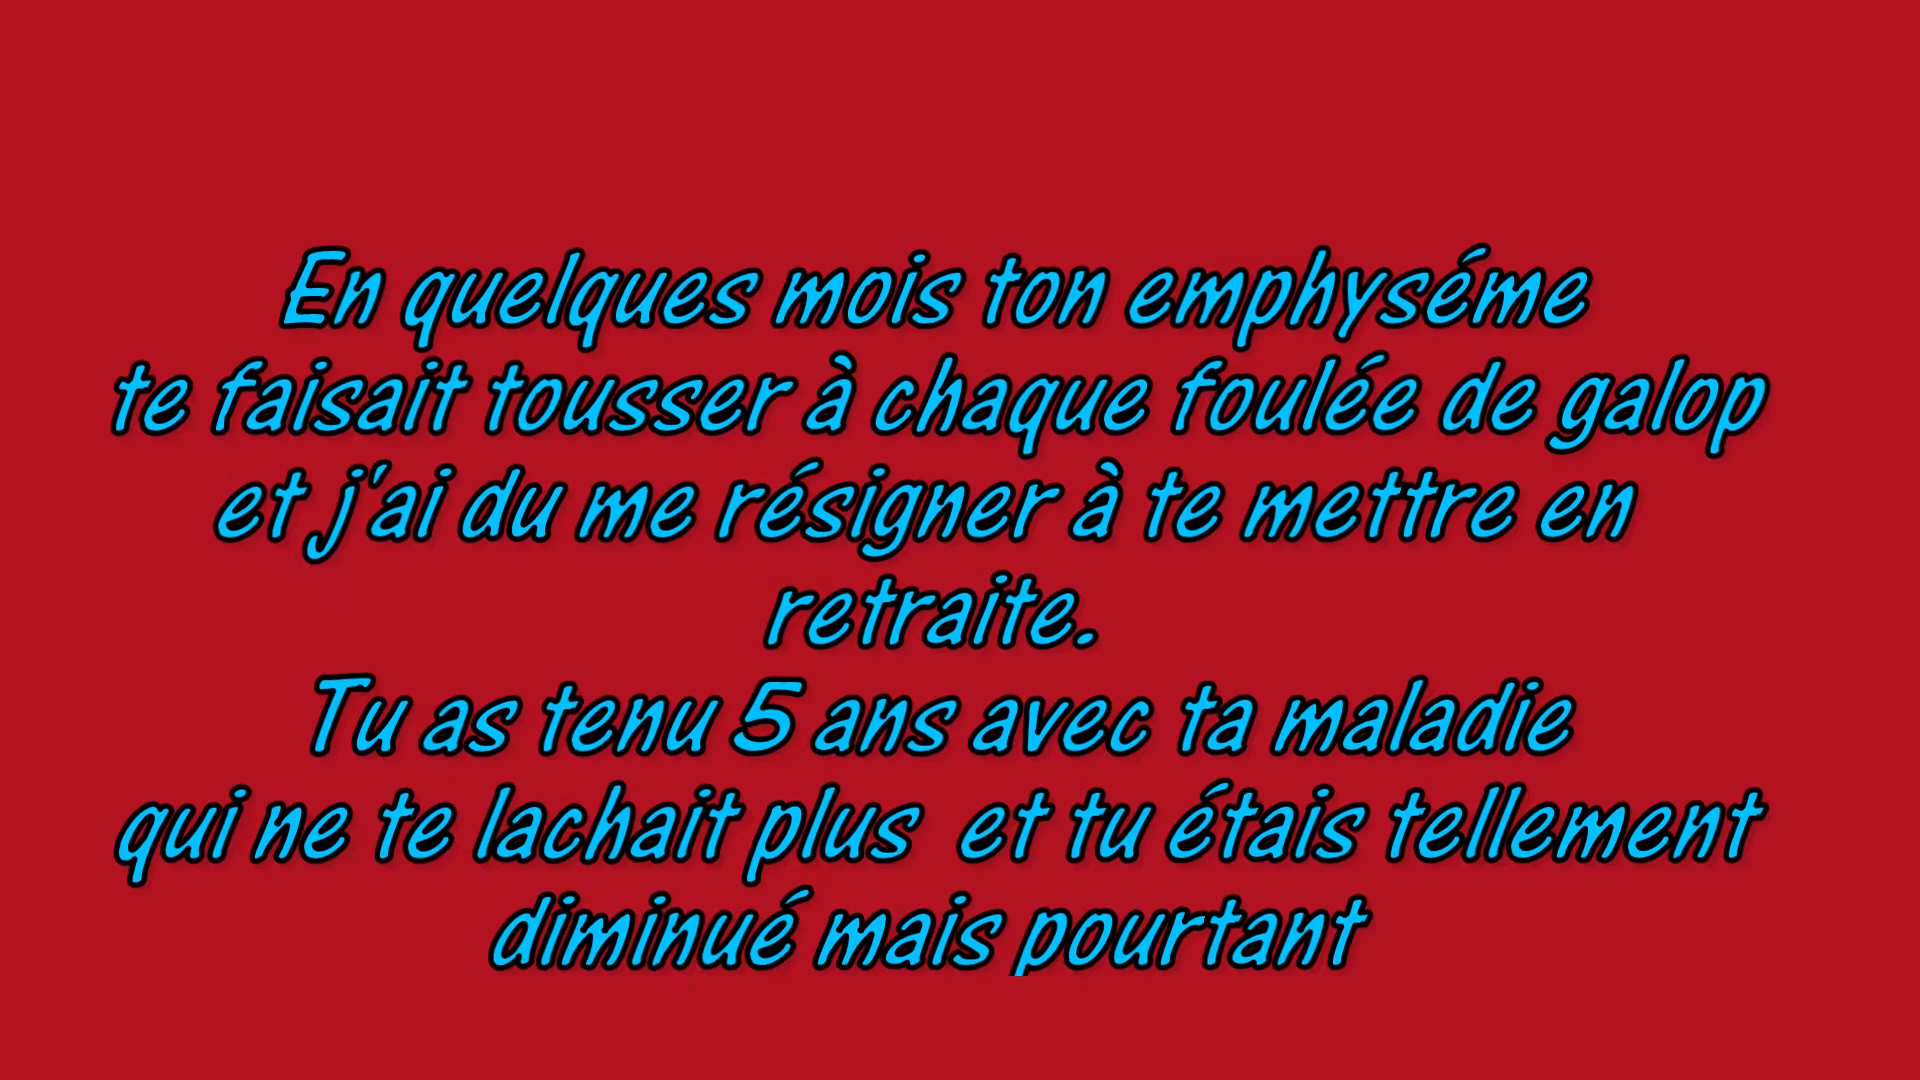 En quelques mois ton emphyséme
te faisait tousser à chaque foulée de galop
et j'ai du me résigner à te mettre en
retraite.
Tu as tenu 5 ans avec ta maladie
qui ne te lachait plus  et tu étais tellement
diminué mais pourtant